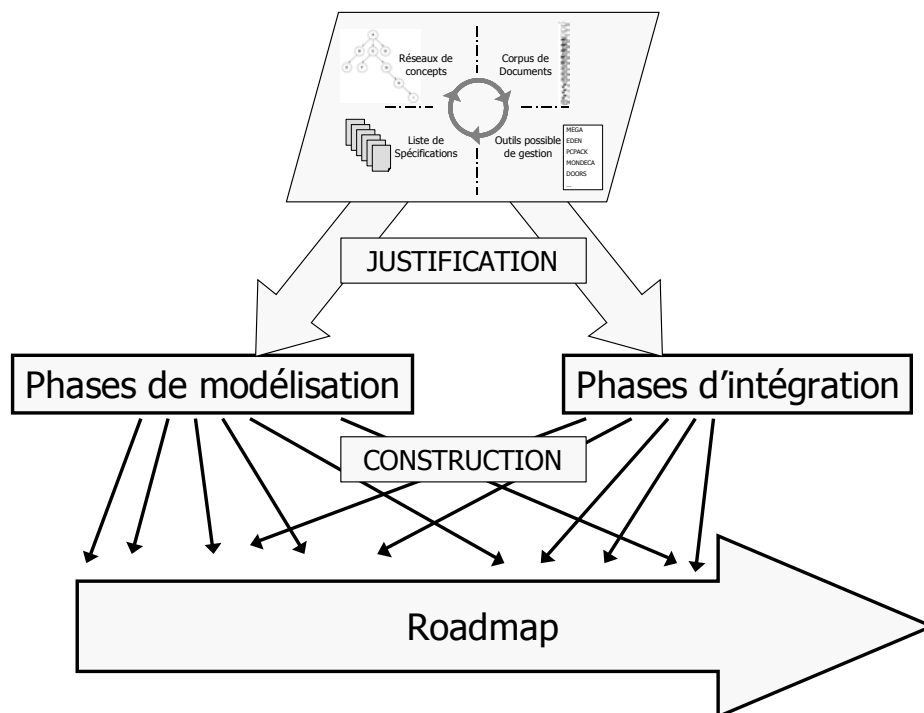 Réseaux de
concepts
Corpus de
Documents
Liste de
Spécifications
Outils possible
de gestion
MEGA
EDEN
PCPACK
MONDECA
DOORS
....
JUSTIFICATION
Phases de modélisation
Phases d'intégration
CONSTRUCTION
Roadmap